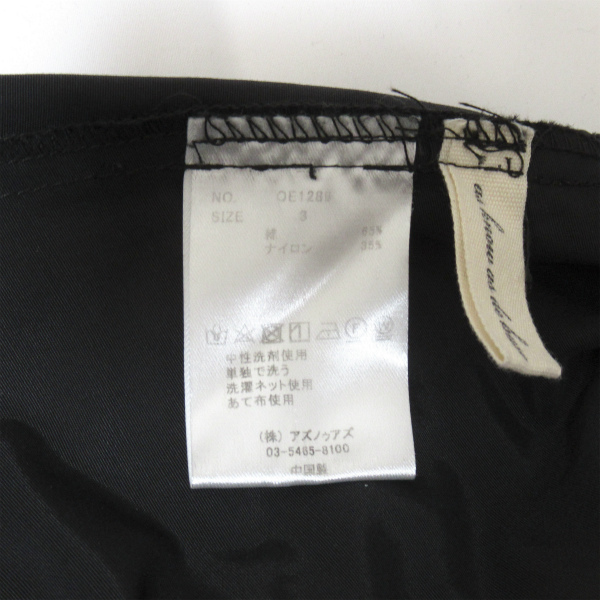 NO. OE1289
SIZE 3
綿 65%
ナイロン 35%
中性洗剤使用
単独で洗う
洗濯ネット使用
あて布使用
(株) アズノゥアズ
03-5465-8100
中国製
as know as de